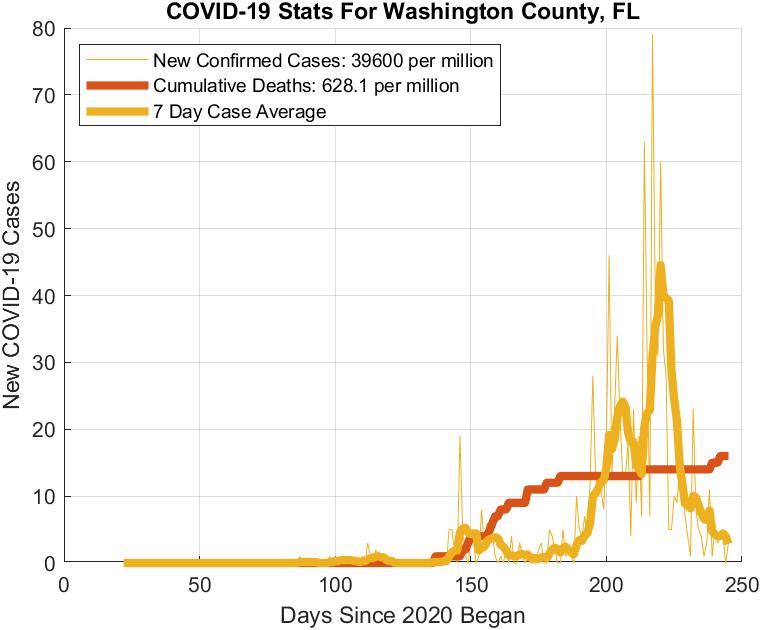 COVID-19 Stats For Washington County, FL
New Confirmed Cases: 39600 per million
Cumulative Deaths: 628.1 per million
7 Day Case Average
New COVID-19 Cases
80
70
60
50
40
30
20
10
0
0 50 100 150 200 250
Days Since 2020 Began